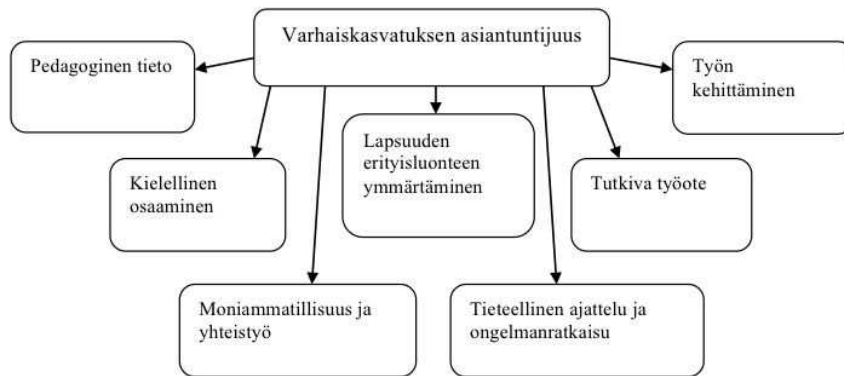 Varhaiskasvatuksen asiantuntijuus
Pedagoginen tieto
Työn
kehittäminen
Lapsuuden
erityisluonteen
ymmärtäminen
Kielellinen
osaaminen
Tutkiva työote
Moniammatillisuus ja
yhteistyö
Tieteellinen ajattelu ja
ongelmanratkaisu